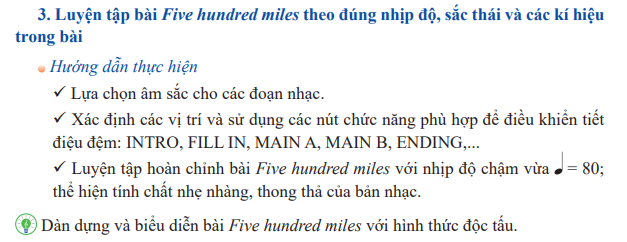 3. Luyện tập bài Five hundred miles theo đúng nhịp độ, sắc thái và các kí hiệu
trong bài
Hướng dẫn thực hiện
✓ Lựa chọn âm sắc cho các đoạn nhạc.
✓ Xác định các vị trí và sử dụng các nút chức năng phù hợp để điều khiển tiết
điệu đệm: INTRO, FILL IN, MAIN A, MAIN B, ENDING,...
✓ Luyện tập hoàn chỉnh bài Five hundred miles với nhịp độ chậm vừa ♩ = 80;
thể hiện tính chất nhẹ nhàng, thong thả của bản nhạc.
Dàn dựng và biểu diễn bài Five hundred miles với hình thức độc tấu.